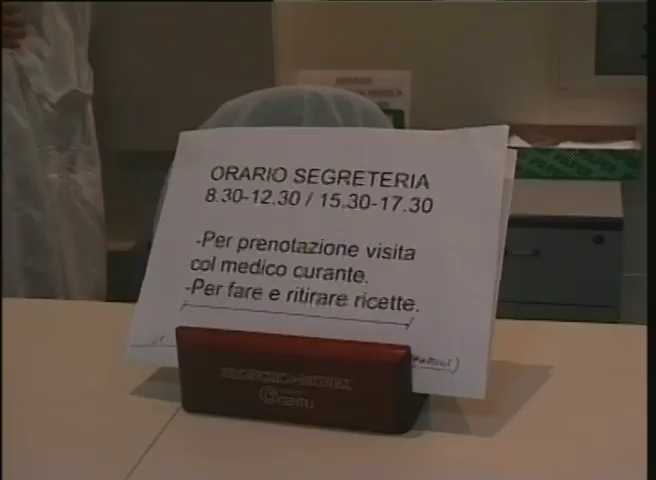 ORARIO SEGRETERIA
8.30-12.30 / 15.30-17.30
-Per prenotazione visita
col medico curante.
-Per fare e ritirare ricette.